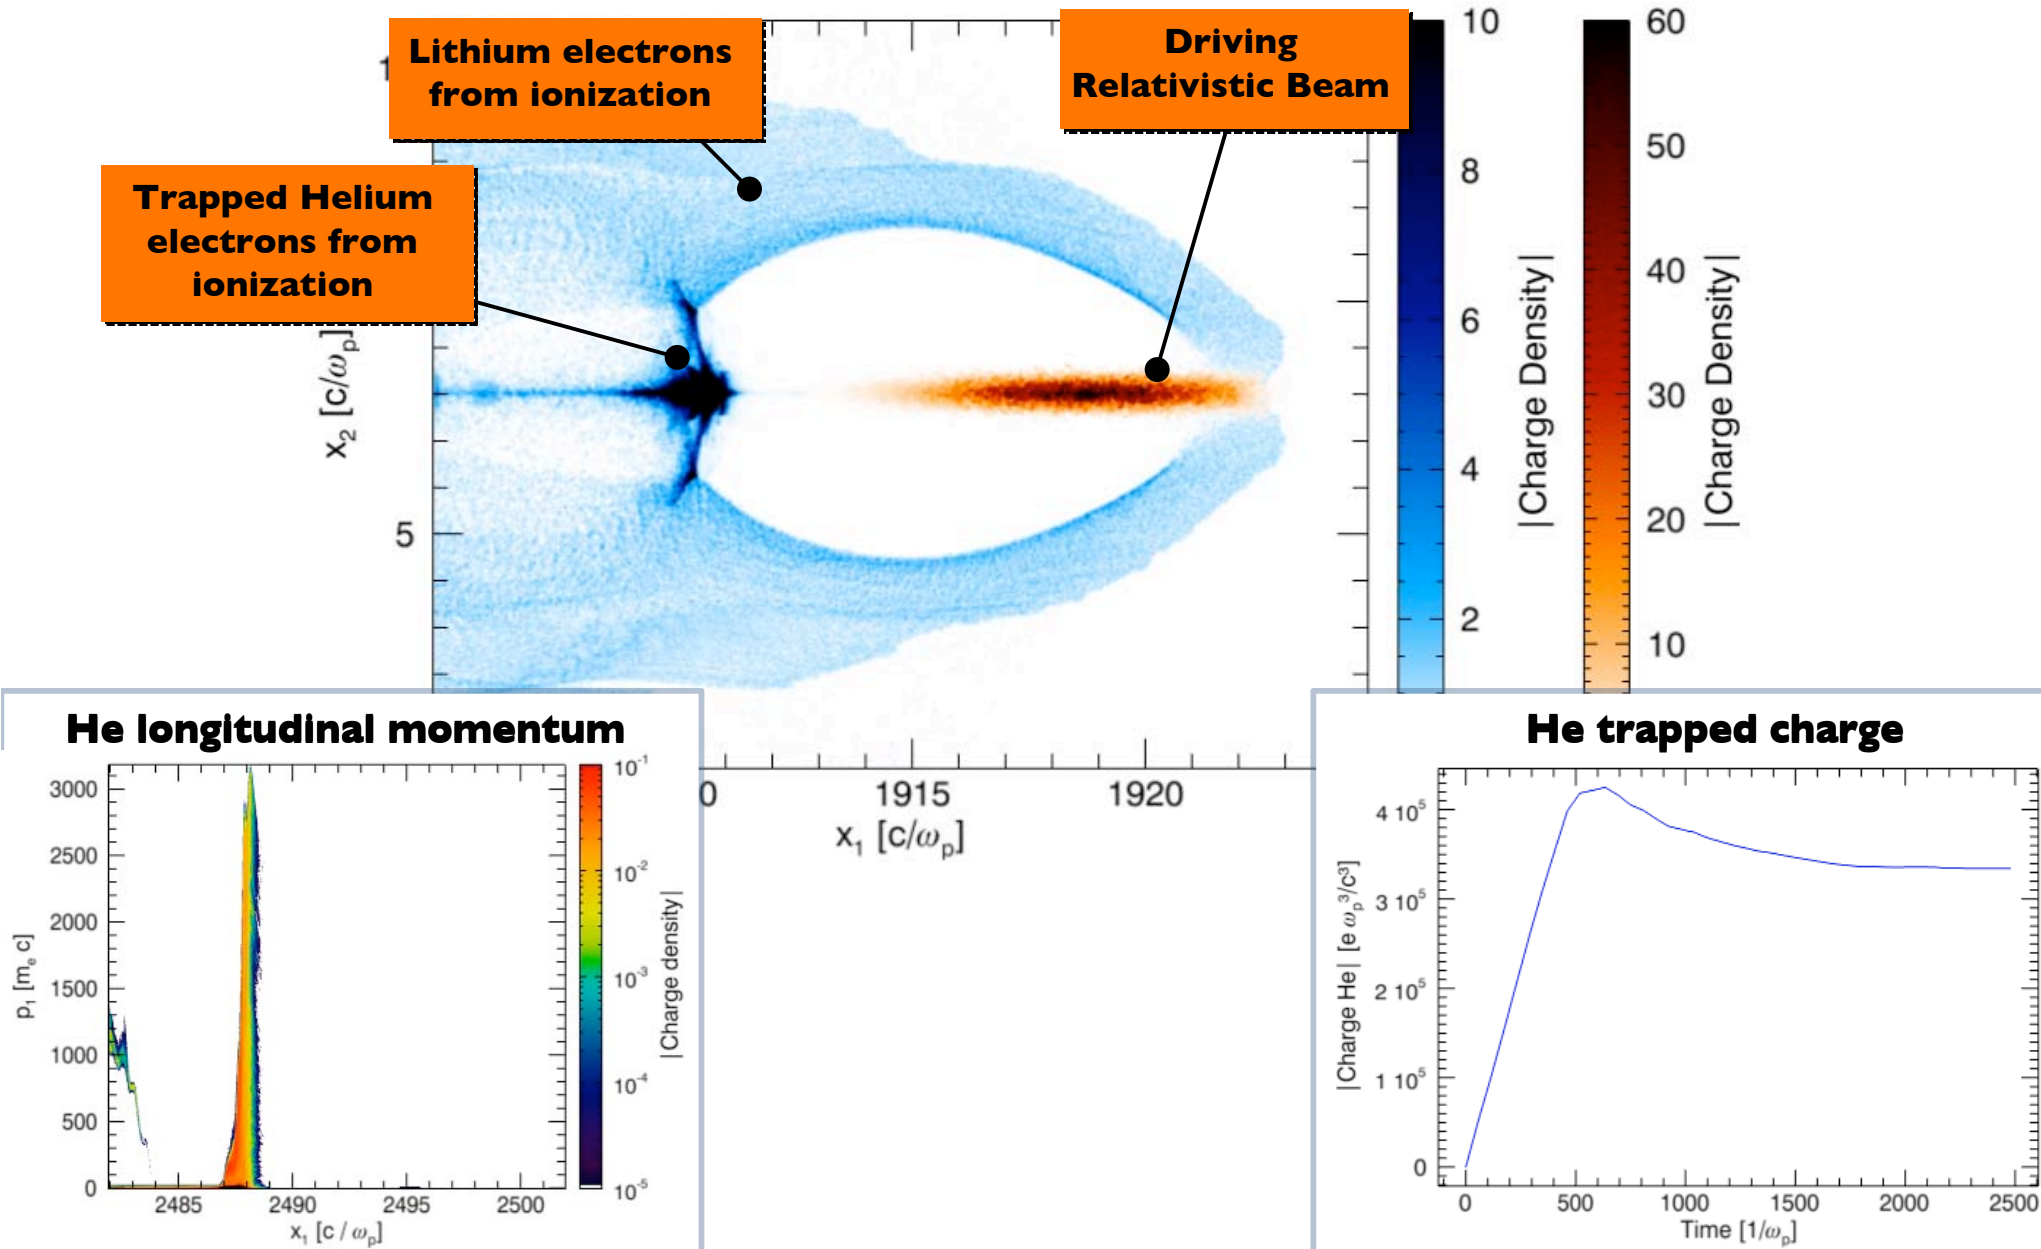 Lithium electrons
from ionization
Driving
Relativistic Beam
Trapped Helium
electrons from
ionization
x₂ [c/ωₚ]
5
1915
1920
x₁ [c/ωₚ]
10
8
6
4
2
|Charge Density|
60
50
40
30
20
10
|Charge Density|
He longitudinal momentum
3000
2500
2000
1500
1000
500
0
p₁ [mₑ c]
2485
2490
2495
2500
x₁ [c / ωₚ]
10⁻¹
10⁻²
10⁻³
10⁻⁴
10⁻⁵
|Charge density|
He trapped charge
4 10⁵
3 10⁵
2 10⁵
1 10⁵
0
|Charge He| [e ωₚ³/c³]
0
500
1000
1500
2000
2500
Time [1/ωₚ]